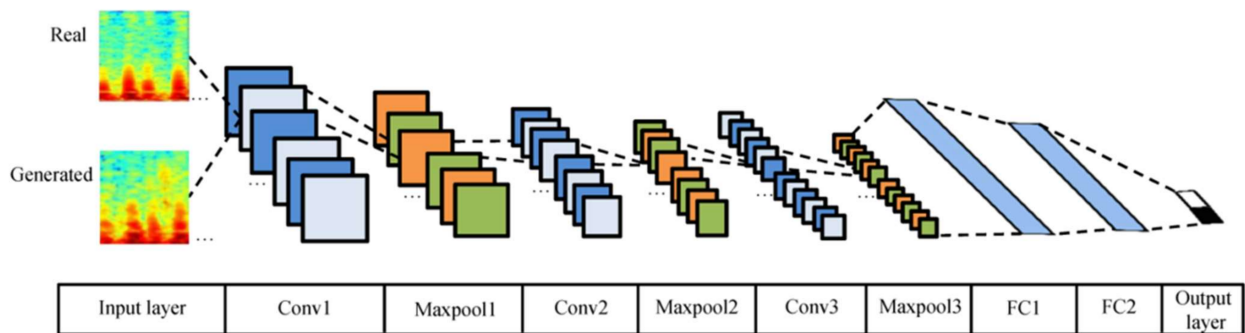 Real
...
Generated
...
...
...
...
...
...
...
Input layer
Conv1
Maxpool1
Conv2
Maxpool2
Conv3
Maxpool3
FC1
FC2
Output
layer